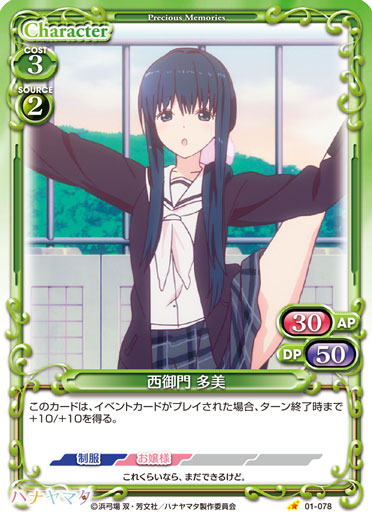 Precious Memories
Character
COST
3
SOURCE
2
30 AP
DP 50
西御門 多美
このカードは、イベントカードがプレイされた場合、ターン終了時まで
+10/+10を得る。
制服 お嬢様
これくらいなら、まだできるけど。
ハナヤマタ
©浜弓場 双・芳文社/ハナヤマタ製作委員会
01-078